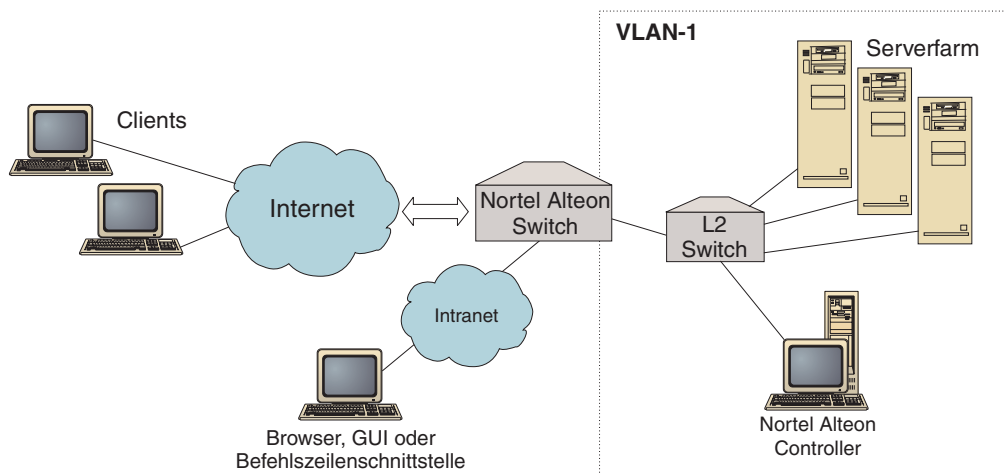 VLAN-1
Serverfarm
Clients
Internet
Nortel Alteon
Switch
L2
Switch
Intranet
Browser, GUI oder
Befehlszeilenschnittstelle
Nortel Alteon
Controller